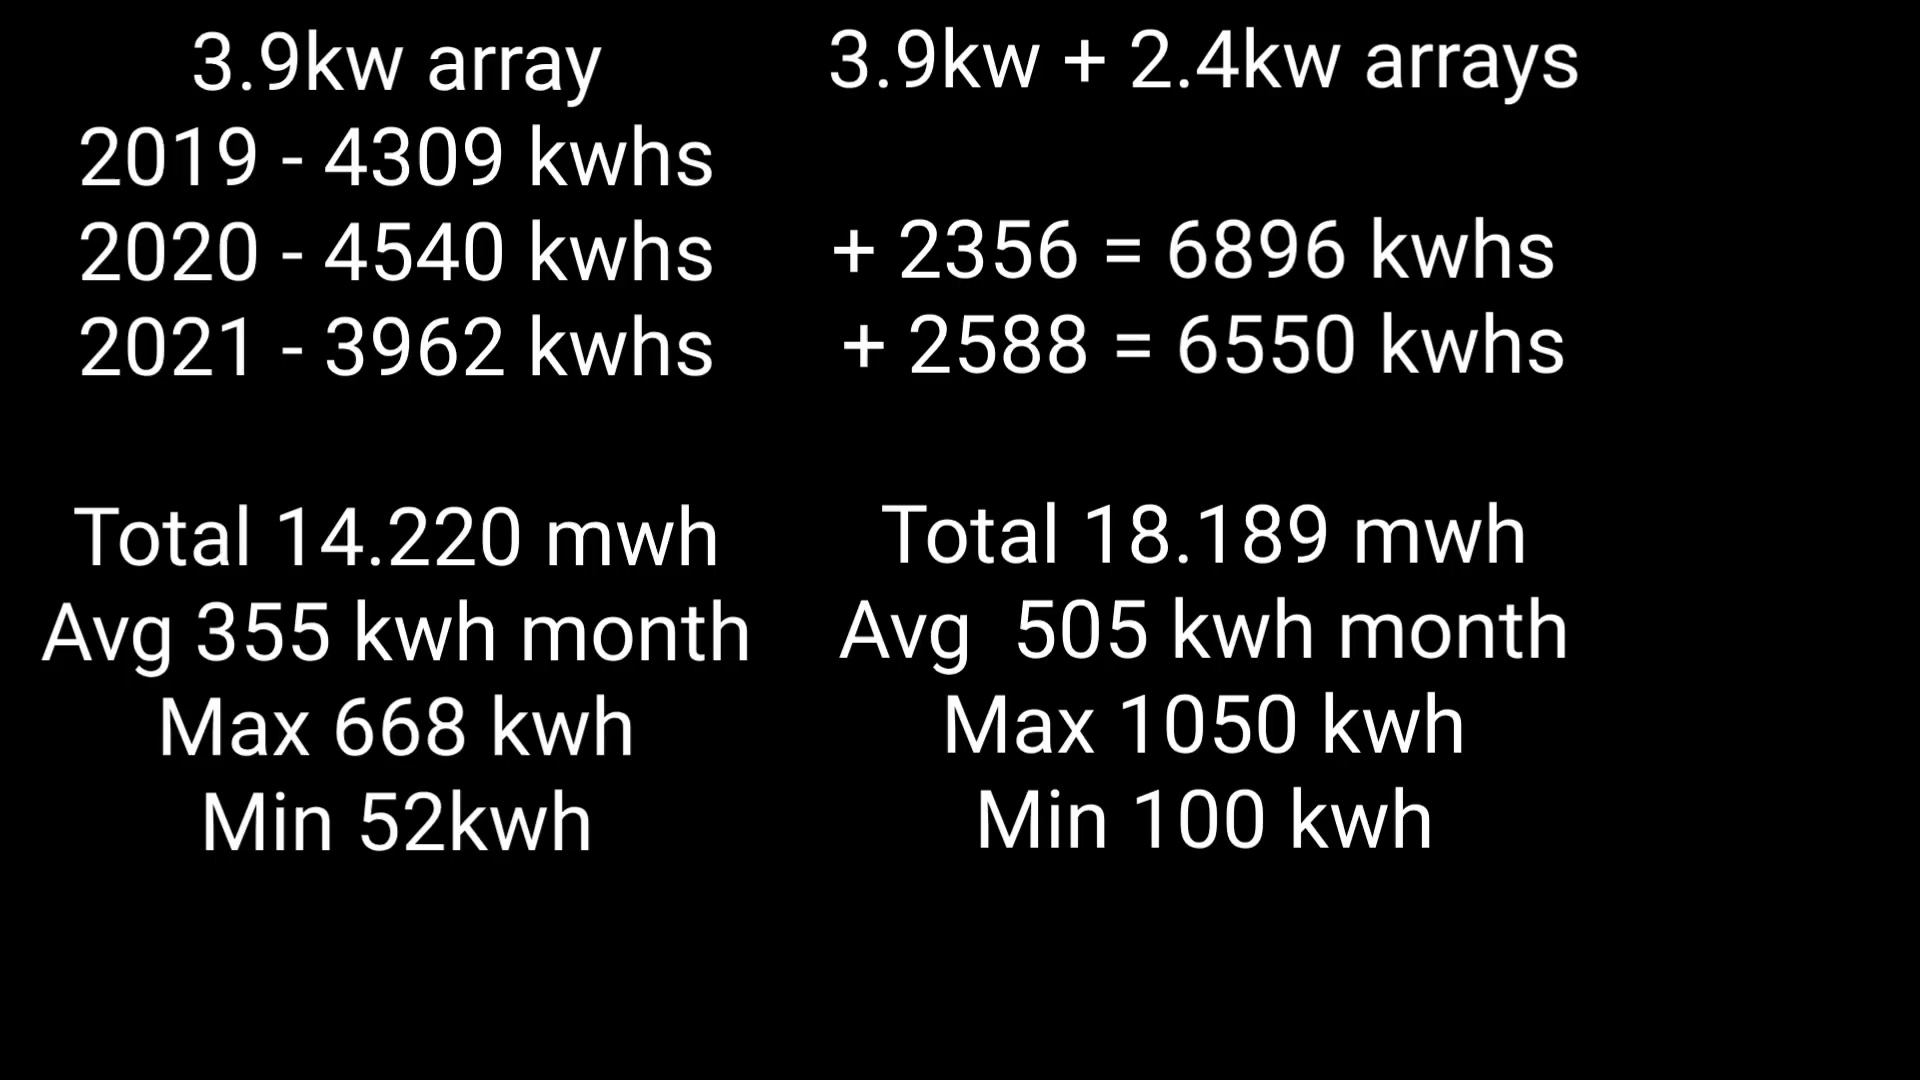 3.9kw array
2019 - 4309 kwhs
2020 - 4540 kwhs
2021 - 3962 kwhs
Total 14.220 mwh
Avg 355 kwh month
Max 668 kwh
Min 52kwh
3.9kw + 2.4kw arrays
+ 2356 = 6896 kwhs
+ 2588 = 6550 kwhs
Total 18.189 mwh
Avg  505 kwh month
Max 1050 kwh
Min 100 kwh